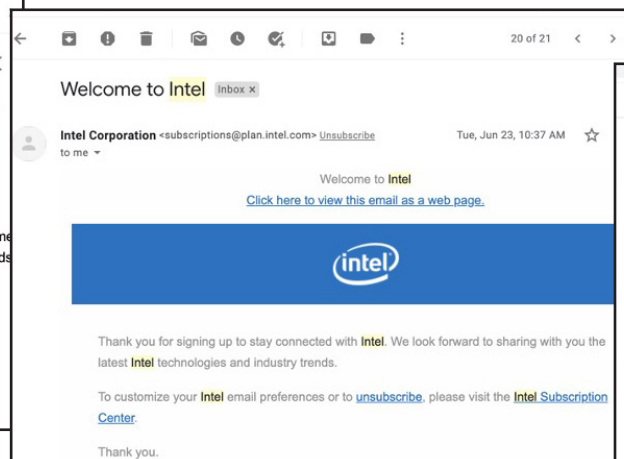 20 of 21
Welcome to Intel Inbox x
Intel Corporation <subscriptions@plan.intel.com> Unsubscribe Tue, Jun 23, 10:37 AM
to me
Welcome to Intel
Click here to view this email as a web page.
intel
Thank you for signing up to stay connected with Intel. We look forward to sharing with you the
latest Intel technologies and industry trends.
To customize your Intel email preferences or to unsubscribe, please visit the Intel Subscription
Center.
Thank you.